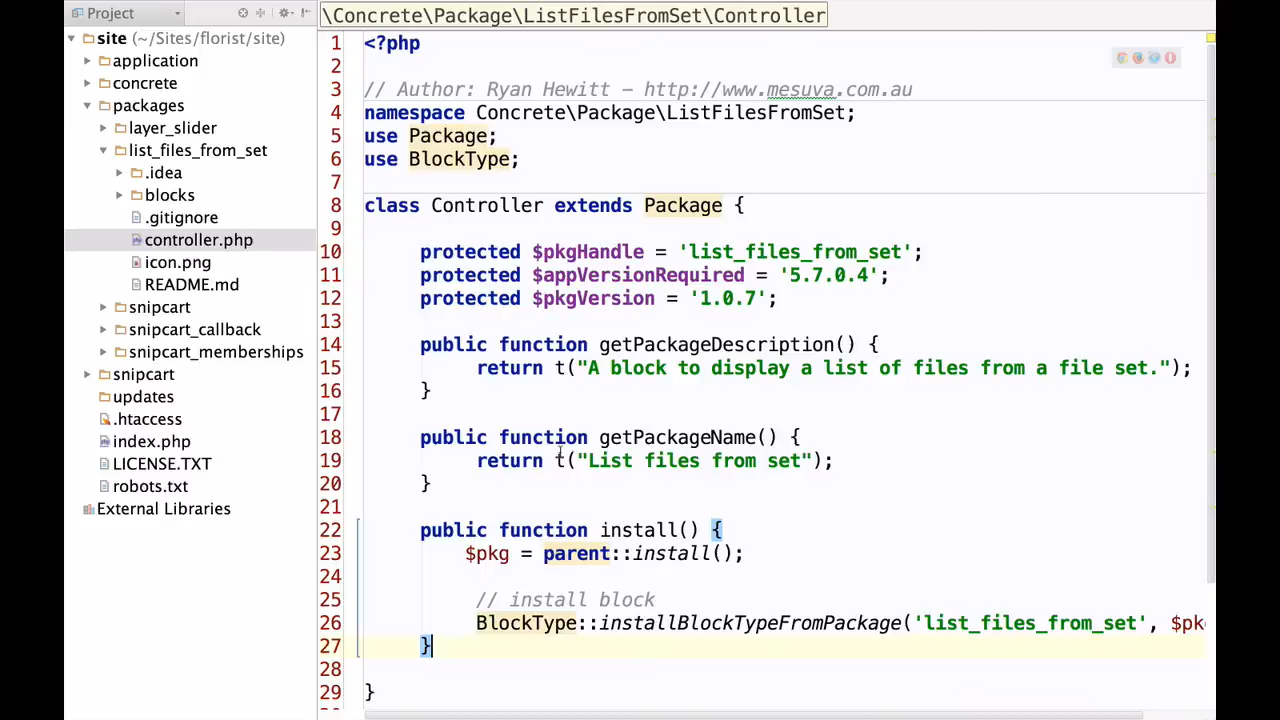 Project
\Concrete\Package\ListFilesFromSet\Controller
site (~/Sites/florist/site)
application
concrete
packages
layer_slider
list_files_from_set
.idea
blocks
.gitignore
controller.php
icon.png
README.md
snipcart
snipcart_callback
snipcart_memberships
snipcart
updates
.htaccess
index.php
LICENSE.TXT
robots.txt
External Libraries
1 <?php
2
3 // Author: Ryan Hewitt – http://www.mesuva.com.au
4 namespace Concrete\Package\ListFilesFromSet;
5 use Package;
6 use BlockType;
7
8 class Controller extends Package {
9
10 protected $pkgHandle = 'list_files_from_set';
11 protected $appVersionRequired = '5.7.0.4';
12 protected $pkgVersion = '1.0.7';
13
14 public function getPackageDescription() {
15 return t("A block to display a list of files from a file set.");
16 }
17
18 public function getPackageName() {
19 return t("List files from set");
20 }
21
22 public function install() {
23 $pkg = parent::install();
24
25 // install block
26 BlockType::installBlockTypeFromPackage('list_files_from_set', $pk
27 }
28
29 }